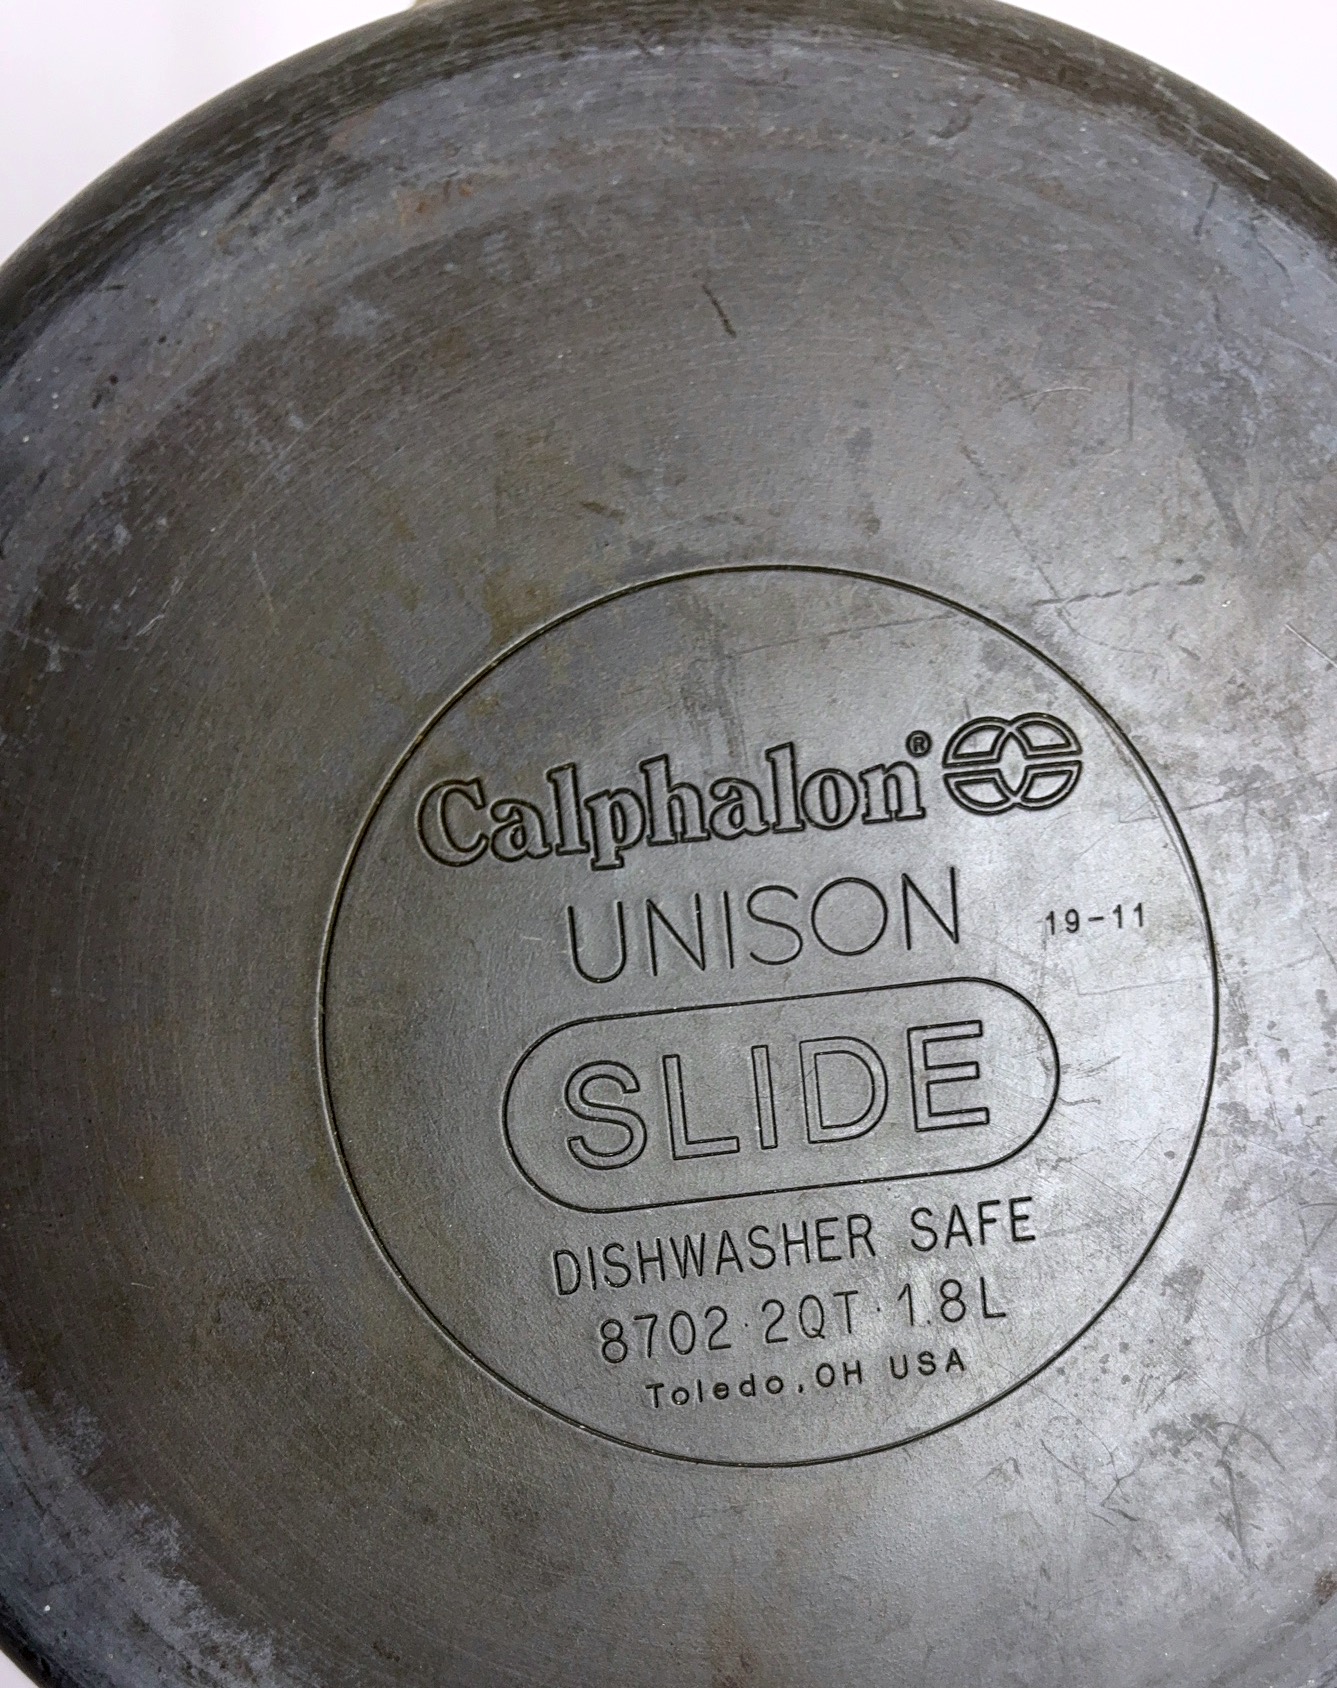 Calphalon®
UNISON
19-11
SLIDE
DISHWASHER SAFE
8702·2QT·1.8L
Toledo, OH USA